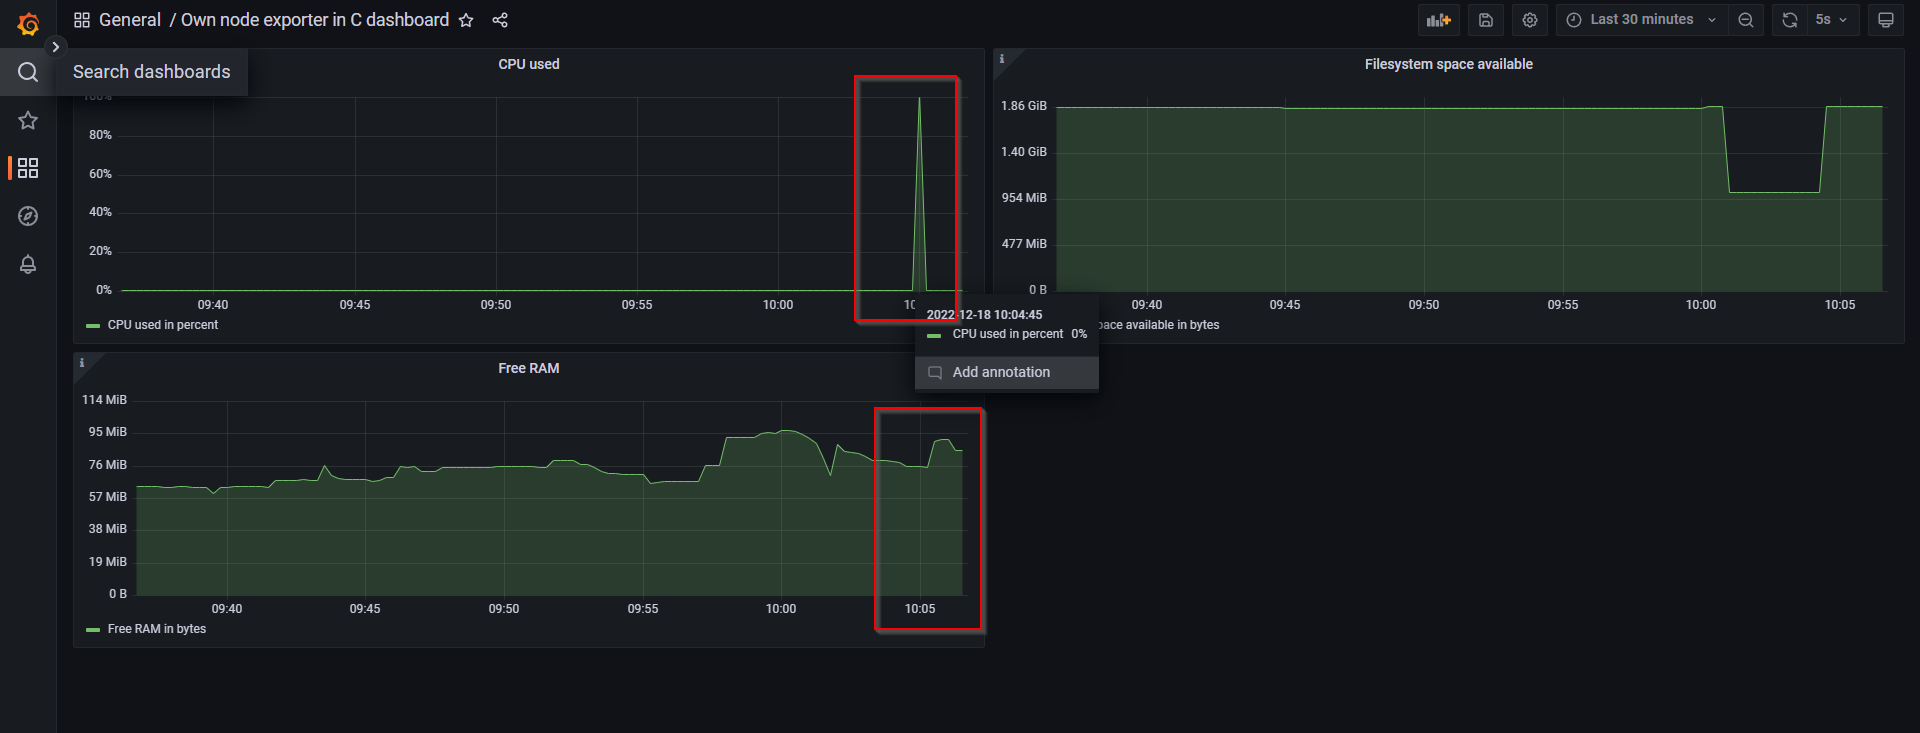 General / Own node exporter in C dashboard
Last 30 minutes
5s
Search dashboards
CPU used
100%
80%
60%
40%
20%
0%
09:40 09:45 09:50 09:55 10:00
CPU used in percent
i
Filesystem space available
1.86 GiB
1.40 GiB
954 MiB
477 MiB
0 B
09:40 09:45 09:50 09:55 10:00 10:05
available in bytes
2022-12-18 10:04:45
CPU used in percent 0%
Add annotation
i
Free RAM
114 MiB
95 MiB
76 MiB
57 MiB
38 MiB
19 MiB
0 B
09:40 09:45 09:50 09:55 10:00 10:05
Free RAM in bytes